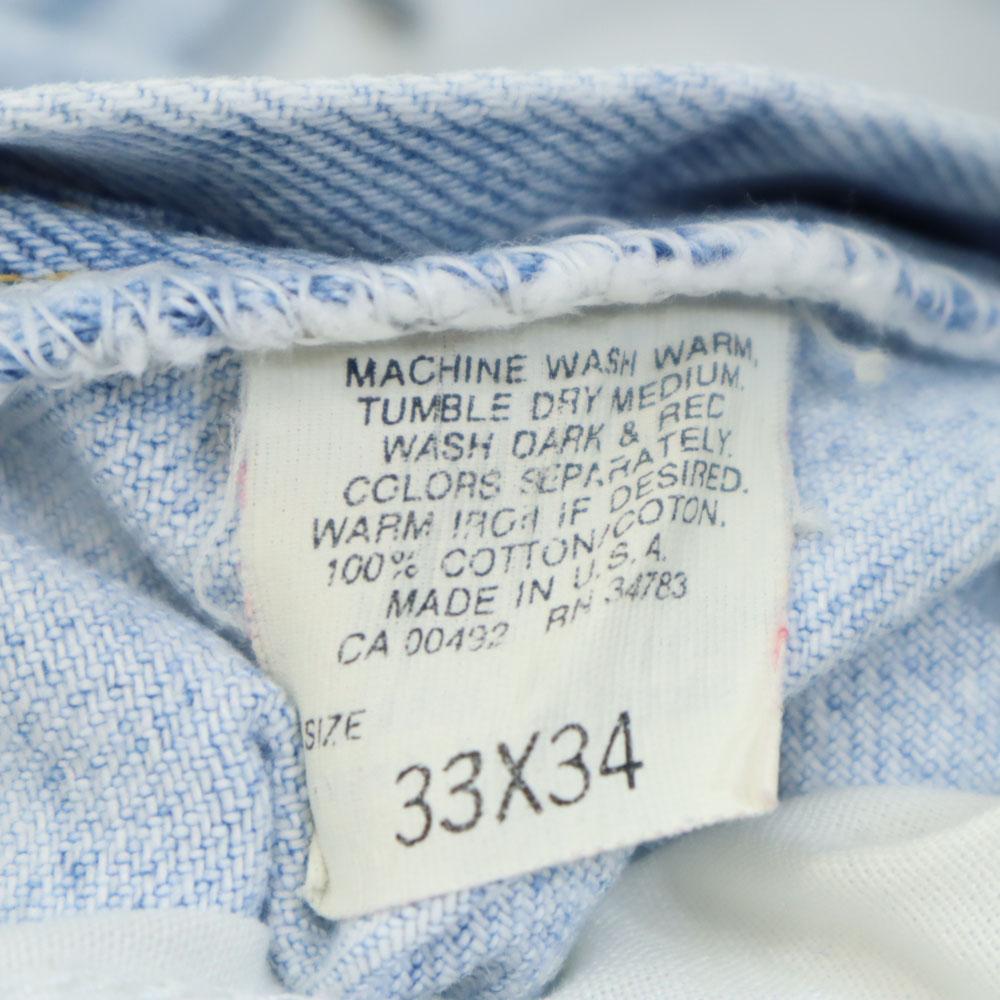 MACHINE WASH WARM,
TUMBLE DRY MEDIUM.
WASH DARK & RED
COLORS SEPARATELY.
WARM IRON IF DESIRED.
100% COTTON/COTON.
MADE IN U.S.A.
CA 00492 RN 34783
SIZE
33X34